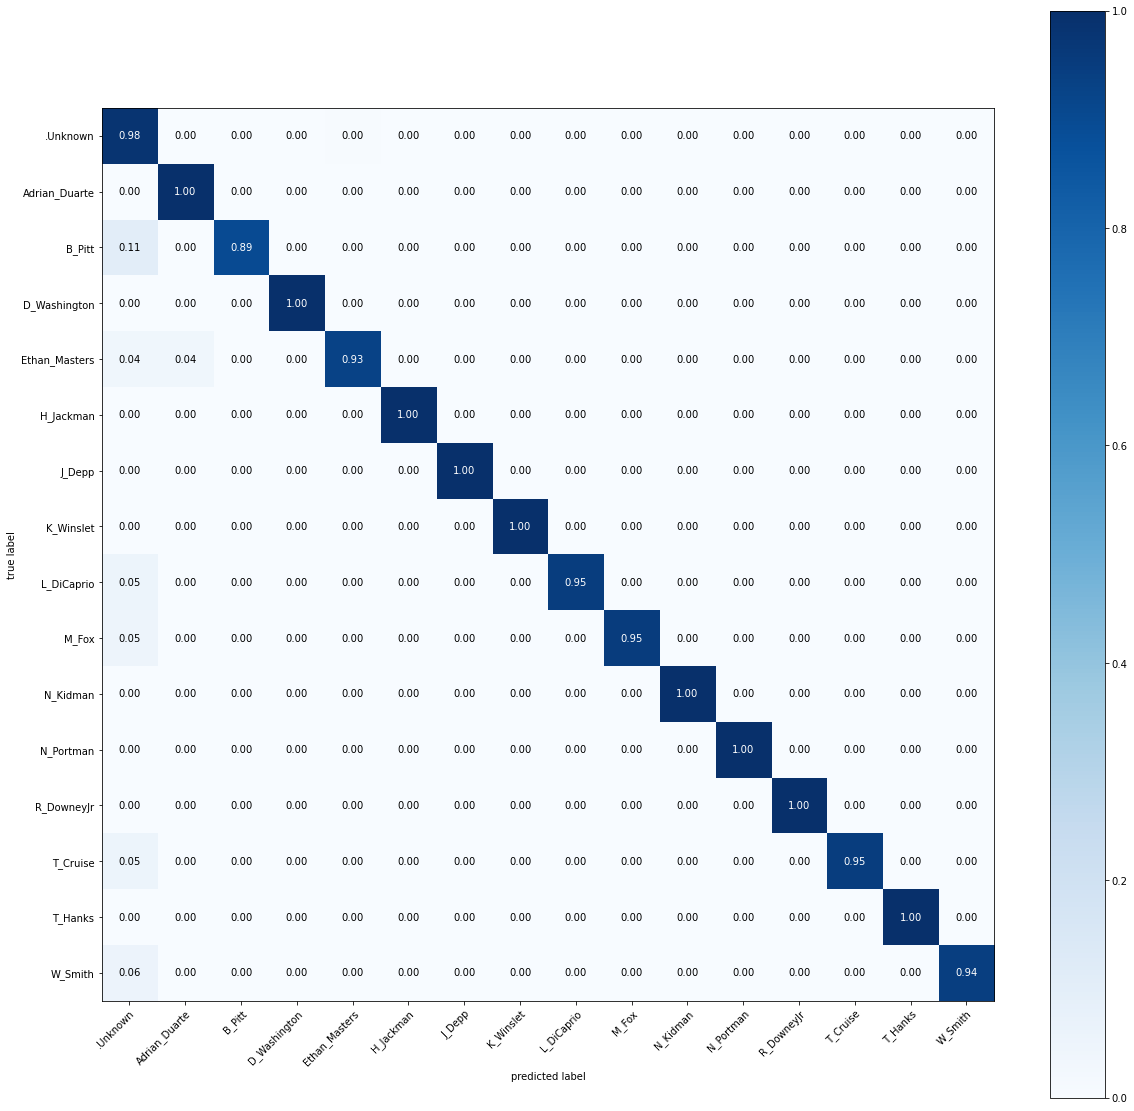 1.0
.Unknown 0.98 0.00 0.00 0.00 0.00 0.00 0.00 0.00 0.00 0.00 0.00 0.00 0.00 0.00 0.00 0.00
Adrian_Duarte 0.00 1.00 0.00 0.00 0.00 0.00 0.00 0.00 0.00 0.00 0.00 0.00 0.00 0.00 0.00 0.00
0.8
B_Pitt 0.11 0.00 0.89 0.00 0.00 0.00 0.00 0.00 0.00 0.00 0.00 0.00 0.00 0.00 0.00 0.00
D_Washington 0.00 0.00 0.00 1.00 0.00 0.00 0.00 0.00 0.00 0.00 0.00 0.00 0.00 0.00 0.00 0.00
Ethan_Masters 0.04 0.04 0.00 0.00 0.93 0.00 0.00 0.00 0.00 0.00 0.00 0.00 0.00 0.00 0.00 0.00
H_Jackman 0.00 0.00 0.00 0.00 0.00 1.00 0.00 0.00 0.00 0.00 0.00 0.00 0.00 0.00 0.00 0.00
0.6
J_Depp 0.00 0.00 0.00 0.00 0.00 0.00 1.00 0.00 0.00 0.00 0.00 0.00 0.00 0.00 0.00 0.00
K_Winslet 0.00 0.00 0.00 0.00 0.00 0.00 0.00 1.00 0.00 0.00 0.00 0.00 0.00 0.00 0.00 0.00
true label
L_DiCaprio 0.05 0.00 0.00 0.00 0.00 0.00 0.00 0.00 0.95 0.00 0.00 0.00 0.00 0.00 0.00 0.00
M_Fox 0.05 0.00 0.00 0.00 0.00 0.00 0.00 0.00 0.00 0.95 0.00 0.00 0.00 0.00 0.00 0.00
0.4
N_Kidman 0.00 0.00 0.00 0.00 0.00 0.00 0.00 0.00 0.00 0.00 1.00 0.00 0.00 0.00 0.00 0.00
N_Portman 0.00 0.00 0.00 0.00 0.00 0.00 0.00 0.00 0.00 0.00 0.00 1.00 0.00 0.00 0.00 0.00
R_DowneyJr 0.00 0.00 0.00 0.00 0.00 0.00 0.00 0.00 0.00 0.00 0.00 0.00 1.00 0.00 0.00 0.00
T_Cruise 0.05 0.00 0.00 0.00 0.00 0.00 0.00 0.00 0.00 0.00 0.00 0.00 0.00 0.95 0.00 0.00
0.2
T_Hanks 0.00 0.00 0.00 0.00 0.00 0.00 0.00 0.00 0.00 0.00 0.00 0.00 0.00 0.00 1.00 0.00
W_Smith 0.06 0.00 0.00 0.00 0.00 0.00 0.00 0.00 0.00 0.00 0.00 0.00 0.00 0.00 0.00 0.94
.Unknown Adrian_Duarte B_Pitt D_Washington Ethan_Masters H_Jackman J_Depp K_Winslet L_DiCaprio M_Fox N_Kidman N_Portman R_DowneyJr T_Cruise T_Hanks W_Smith
predicted label
0.0